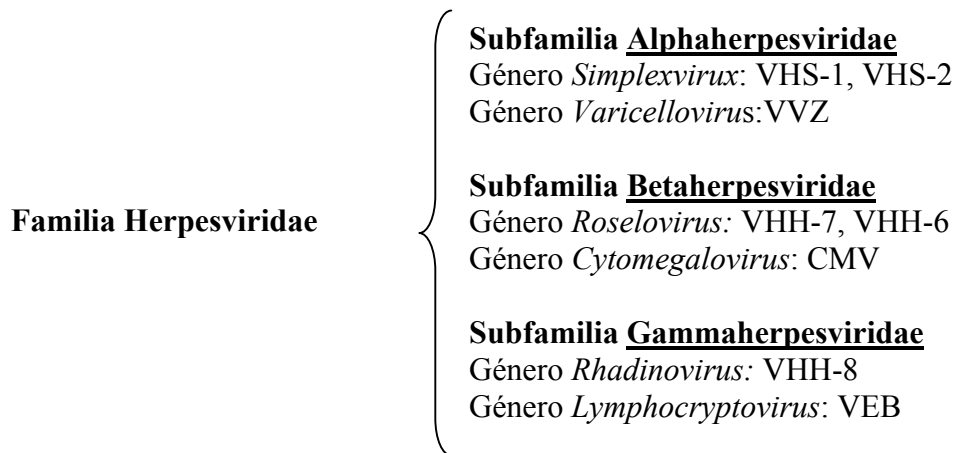 Subfamilia Alphaherpesviridae
Género Simplexvirux: VHS-1, VHS-2
Género Varicellovirus:VVZ
Subfamilia Betaherpesviridae
Familia Herpesviridae
Género Roselovirus: VHH-7, VHH-6
Género Cytomegalovirus: CMV
Subfamilia Gammaherpesviridae
Género Rhadinovirus: VHH-8
Género Lymphocryptovirus: VEB